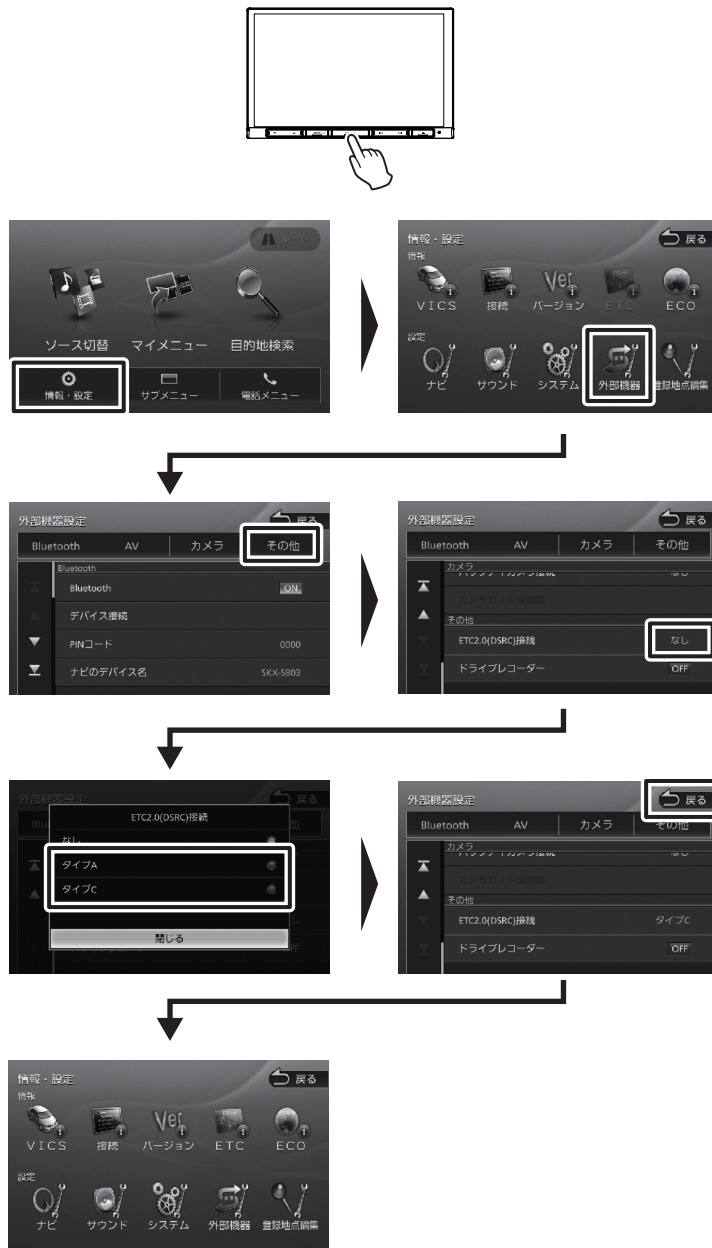 ルート
ソース切替
マイメニュー
目的地検索
情報・設定
サブメニュー
電話メニュー
情報・設定
戻る
情報
VICS
接続
Ver
バージョン
ETC
ECO
設定
ナビ
サウンド
システム
外部機器
登録地点編集
外部機器設定
戻る
Bluetooth
AV
カメラ
その他
Bluetooth
Bluetooth
ON
デバイス接続
PINコード
0000
ナビのデバイス名
SKX-S803
外部機器設定
戻る
Bluetooth
AV
カメラ
その他
カメラ
その他
ETC2.0(DSRC)接続
なし
ドライブレコーダー
OFF
外部機器設定
戻る
ETC2.0(DSRC)接続
なし
タイプA
タイプC
閉じる
OFF
外部機器設定
戻る
Bluetooth
AV
カメラ
その他
カメラ
その他
ETC2.0(DSRC)接続
タイプC
ドライブレコーダー
OFF
情報・設定
戻る
情報
VICS
接続
Ver
バージョン
ETC
ECO
設定
ナビ
サウンド
システム
外部機器
登録地点編集